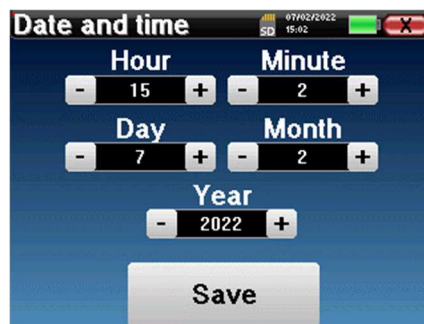 Date and time SD 07/02/2022 X
15:02
Hour Minute
- 15 + - 2 +
Day Month
- 7 + - 2 +
Year
- 2022 +
Save